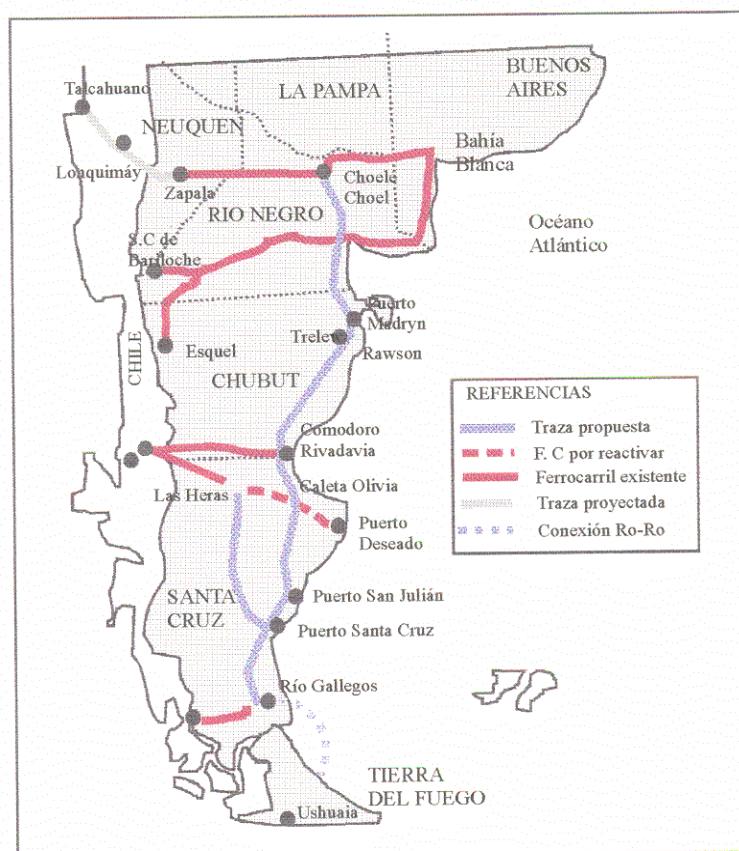 BUENOS
AIRES
LA PAMPA
Talcahuano
NEUQUEN
Bahía
Blanca
Lonquimáy
Zapala
Choele
Choel
RIO NEGRO
Océano
Atlántico
S.C de
Bariloche
Puerto
Madryn
Trelew
Rawson
CHILE
Esquel
CHUBUT
REFERENCIAS
Traza propuesta
F. C por reactivar
Ferrocarril existente
Traza proyectada
Conexión Ro-Ro
Comodoro
Rivadavia
Las Heras
Caleta Olivia
Puerto
Deseado
SANTA
CRUZ
Puerto San Julián
Puerto Santa Cruz
Río Gallegos
TIERRA
DEL FUEGO
Ushuaia